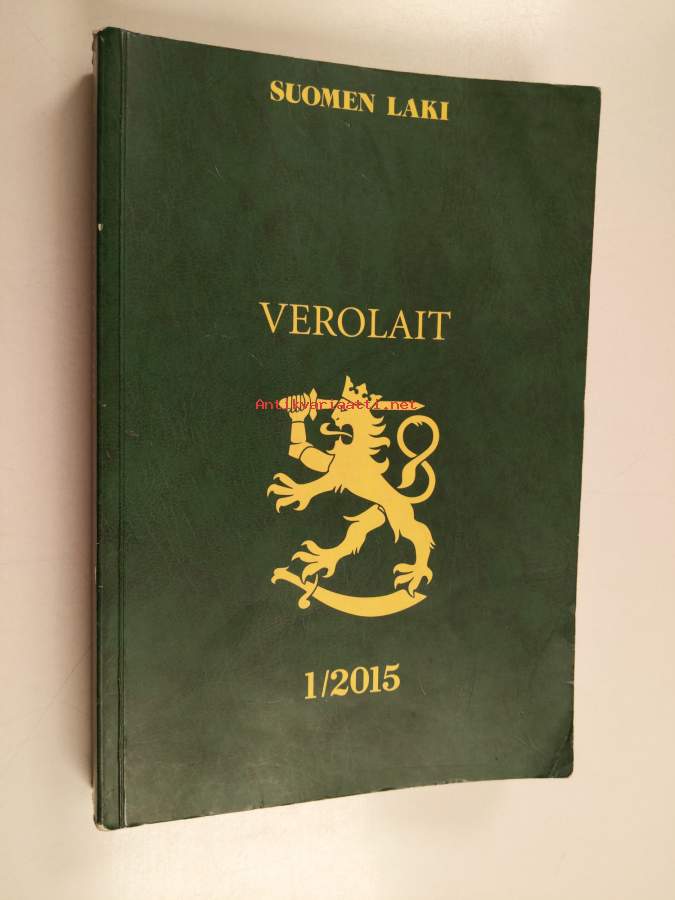 SUOMEN LAKI
VEROLAIT
Antikvariaatti.net
1/2015